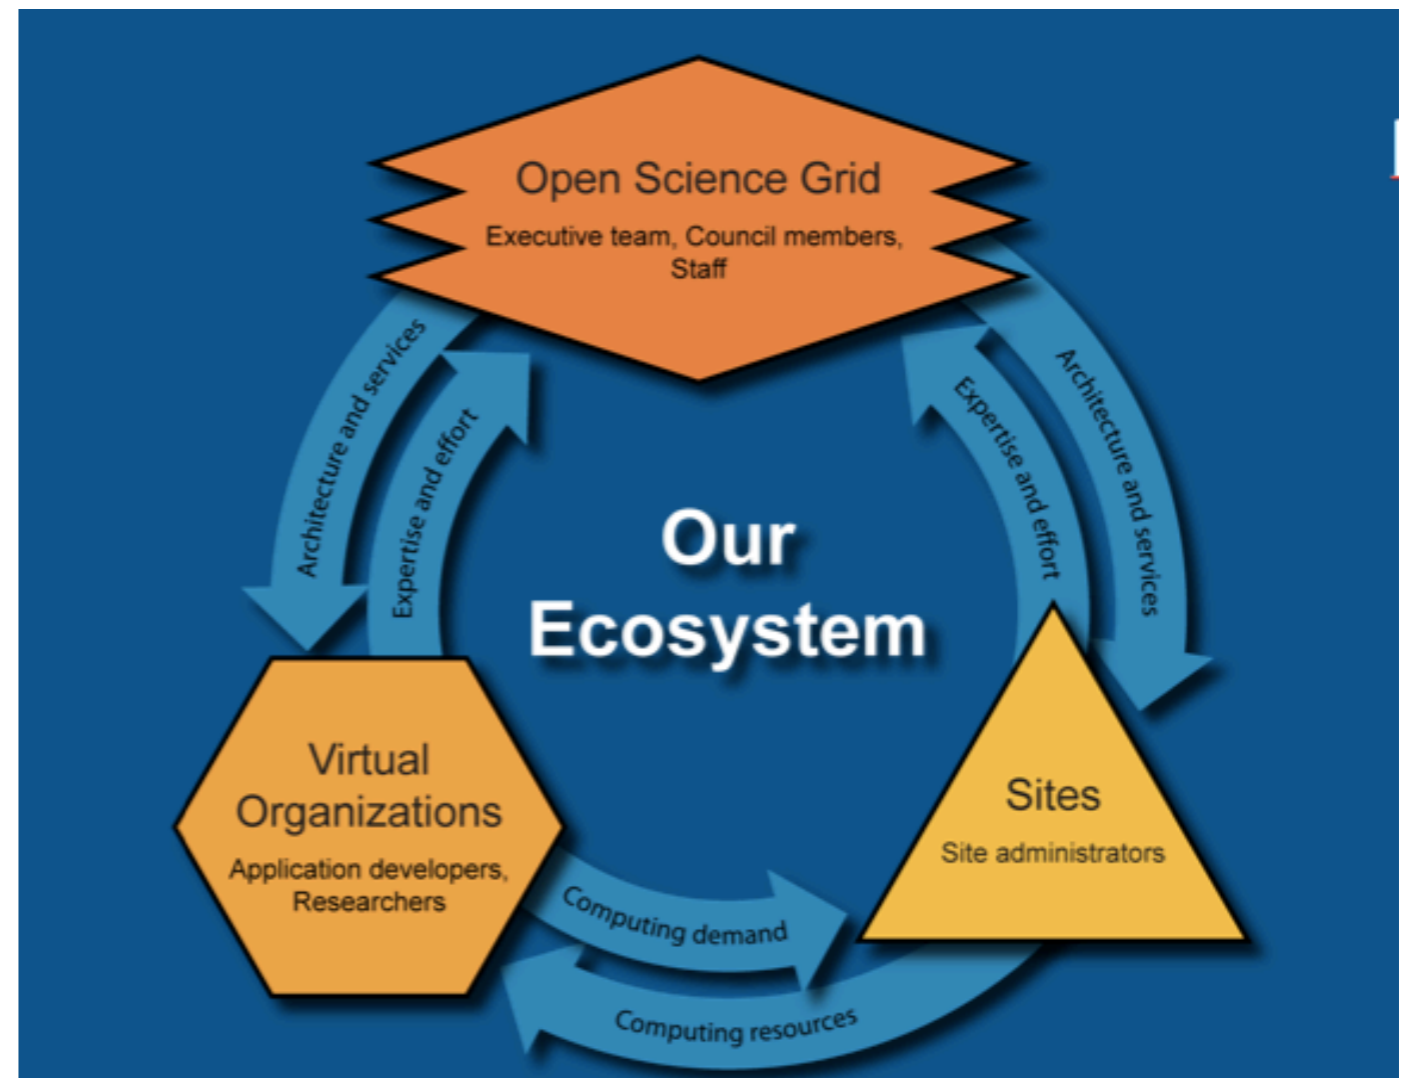 Open Science Grid
Executive team, Council members,
Staff
Architecture and services
Expertise and effort
Expertise and effort
Architecture and services
Our
Ecosystem
Virtual
Organizations
Application developers,
Researchers
Sites
Site administrators
Computing demand
Computing resources